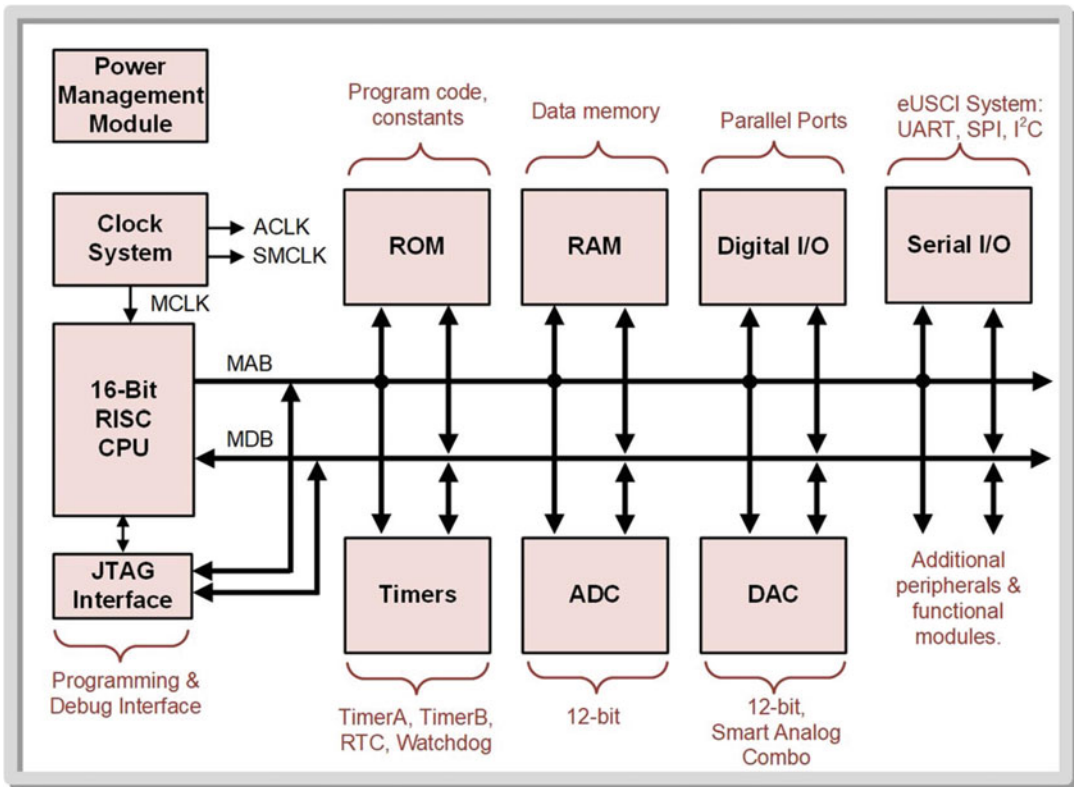 Power
Management
Module
Program code,
constants
Data memory
Parallel Ports
eUSCI System:
UART, SPI, I²C
Clock
System
ACLK
SMCLK
MCLK
ROM
RAM
Digital I/O
Serial I/O
16-Bit
RISC
CPU
MAB
MDB
JTAG
Interface
Programming &
Debug Interface
Timers
ADC
DAC
Additional
peripherals &
functional
modules.
TimerA, TimerB,
RTC, Watchdog
12-bit
12-bit,
Smart Analog
Combo